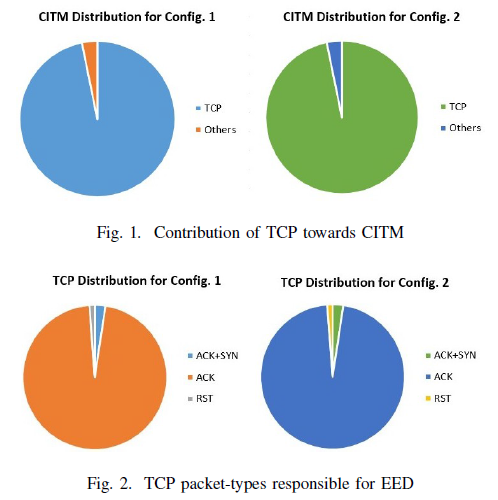 CITM Distribution for Config. 1
TCP
Others
CITM Distribution for Config. 2
TCP
Others
Fig. 1. Contribution of TCP towards CITM
TCP Distribution for Config. 1
ACK+SYN
ACK
RST
TCP Distribution for Config. 2
ACK+SYN
ACK
RST
Fig. 2. TCP packet-types responsible for EED